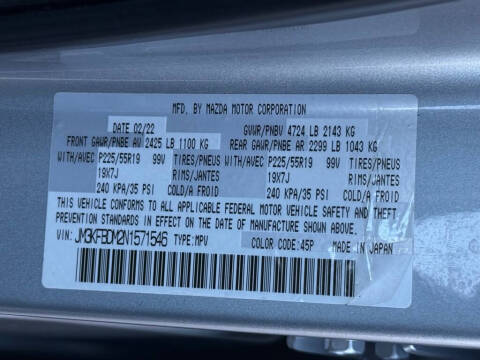 MFD. BY MAZDA MOTOR CORPORATION
DATE 02/22 GVWR/PNBV 4724 LB 2143 KG
FRONT GAWR/PNBE AV 2425 LB 1100 KG REAR GAWR/PNBE AR 2299 LB 1043 KG
WITH/AVEC P225/55R19 99V TIRES/PNEUS WITH/AVEC P225/55R19 99V TIRES/PNEUS
19X7J RIMS/JANTES 19X7J RIMS/JANTES
240 KPA/35 PSI COLD/A FROID 240 KPA/35 PSI COLD/A FROID
THIS VEHICLE CONFORMS TO ALL APPLICABLE FEDERAL MOTOR VEHICLE SAFETY AND THEFT
PREVENTION STANDARDS IN EFFECT ON THE DATE OF MANUFACTURE SHOWN ABOVE.
VIN: JM3KFBDM2N1571546 TYPE: MPV COLOR CODE: 45P MADE IN JAPAN